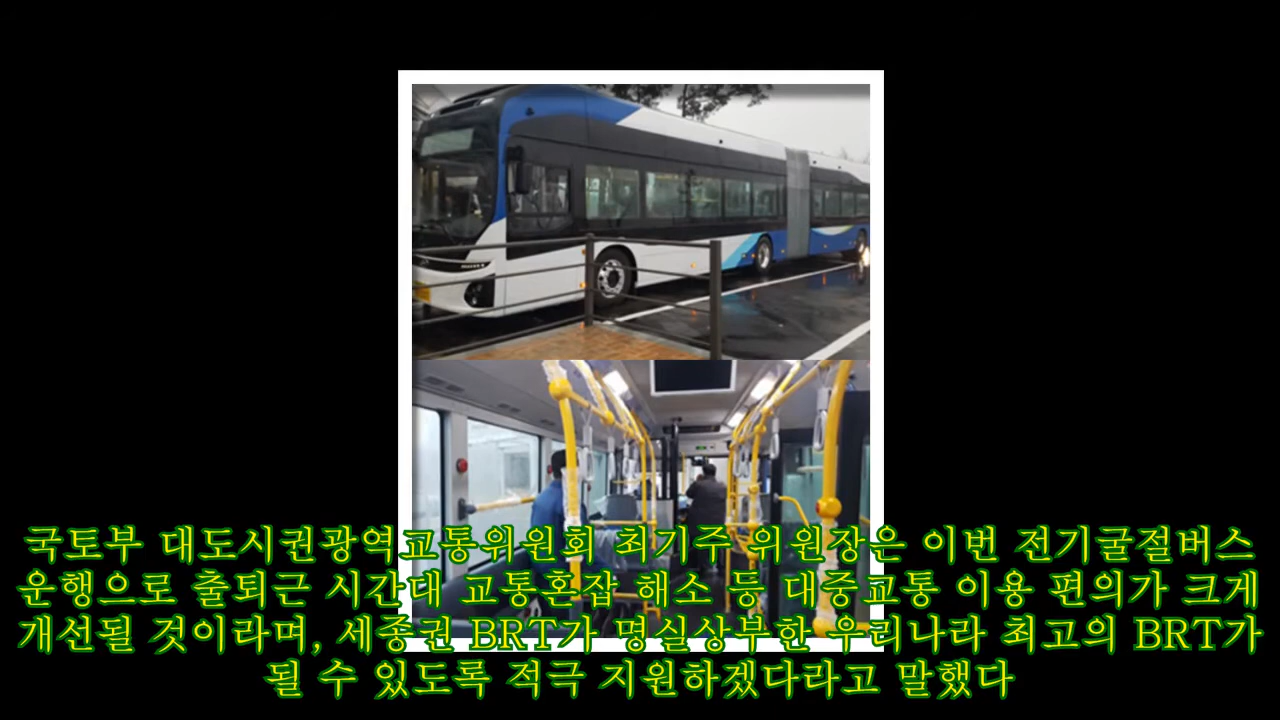 국토부 대도시권광역교통위원회 최기주 위원장은 이번 전기굴절버스
운행으로 출퇴근 시간대 교통혼잡 해소 등 대중교통 이용 편의가 크게
개선될 것이라며, 세종권 BRT가 명실상부한 우리나라 최고의 BRT가
될 수 있도록 적극 지원하겠다라고 말했다